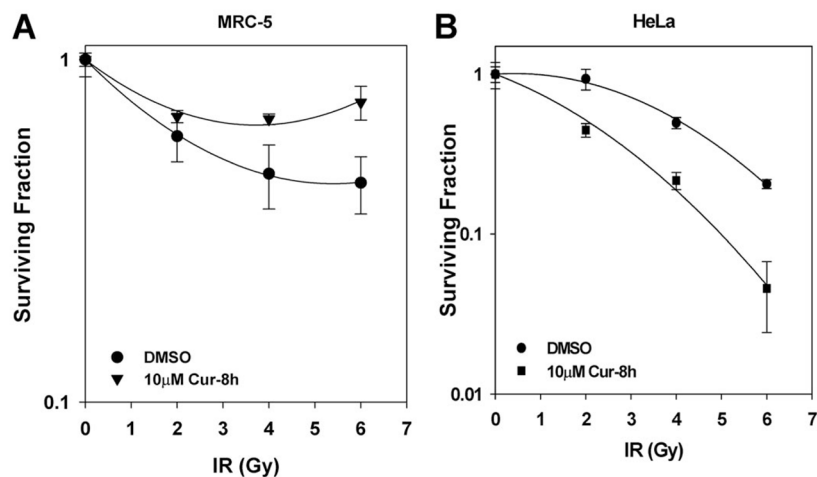 A
MRC-5
Surviving Fraction
1
0.1
DMSO
10μM Cur-8h
0 1 2 3 4 5 6 7
IR (Gy)
B
HeLa
Surviving Fraction
1
0.1
0.01
DMSO
10μM Cur-8h
0 1 2 3 4 5 6 7
IR (Gy)